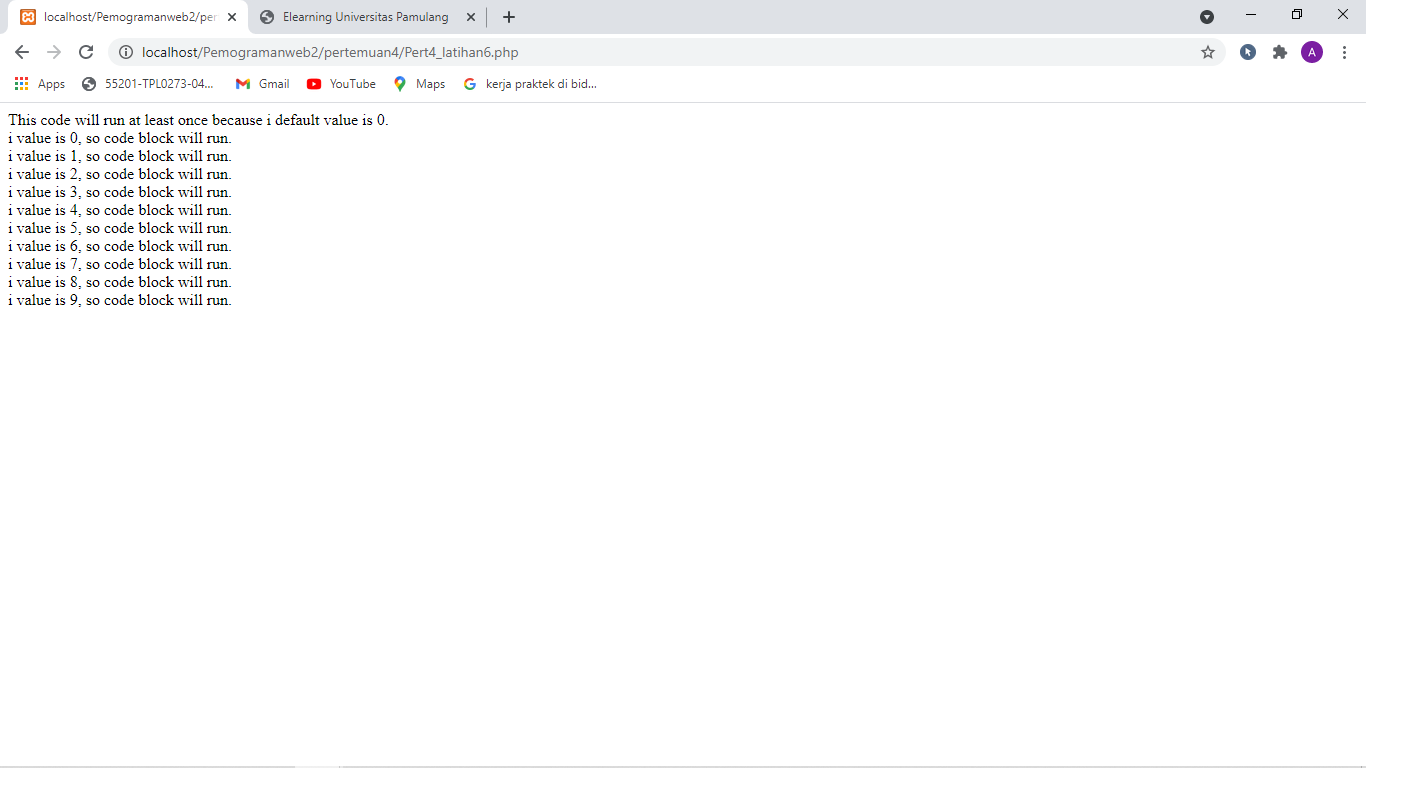 localhost/Pemogramanweb2/per
Elearning Universitas Pamulang
localhost/Pemogramanweb2/pertemuan4/Pert4_latihan6.php
A
Apps
55201-TPL0273-04...
Gmail
YouTube
Maps
kerja praktek di bid...
This code will run at least once because i default value is 0.
i value is 0, so code block will run.
i value is 1, so code block will run.
i value is 2, so code block will run.
i value is 3, so code block will run.
i value is 4, so code block will run.
i value is 5, so code block will run.
i value is 6, so code block will run.
i value is 7, so code block will run.
i value is 8, so code block will run.
i value is 9, so code block will run.